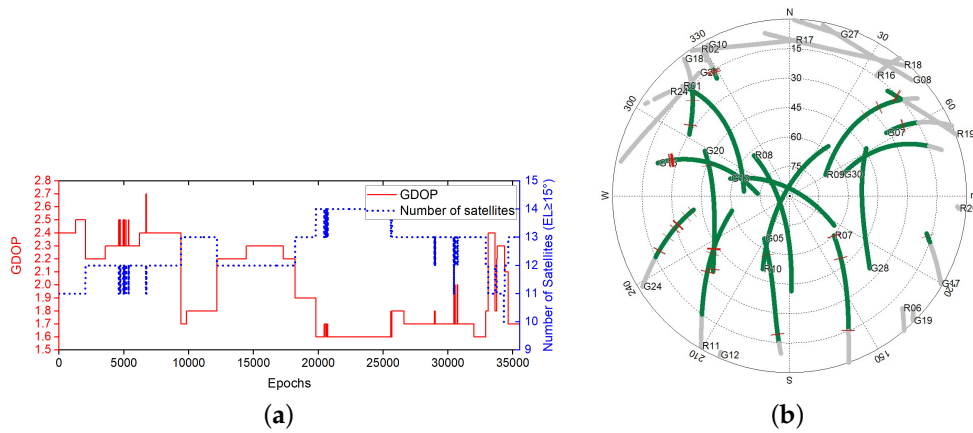 GDOP
2.8
2.7
2.6
2.5
2.4
2.3
2.2
2.1
2.0
1.9
1.8
1.7
1.6
1.5
GDOP
Number of satellites
15
14
13
12
11
10
9
Number of Satellites (EL≥15°)
0 5000 10000 15000 20000 25000 30000 35000
Epochs
(a)
N
330
30
G10
R02
R17
G27
G18
15
R18
R16
G08
R01
R24
30
300
60
45
R19
G07
60
G20
R08
75
R09
G30
W
G05
R07
R10
G28
240
G24
G17
R06
G19
R11
G12
210
150
S
(b)